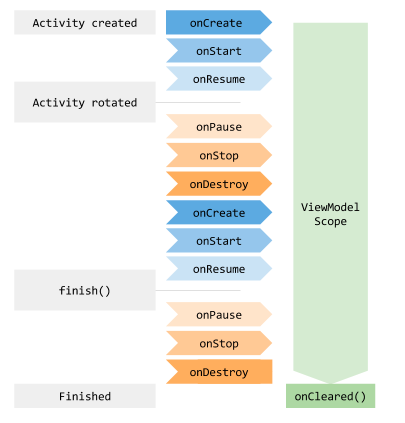 Activity created
onCreate
onStart
onResume
Activity rotated
onPause
onStop
onDestroy
onCreate
onStart
onResume
finish()
onPause
onStop
onDestroy
Finished
ViewModel
Scope
onCleared()